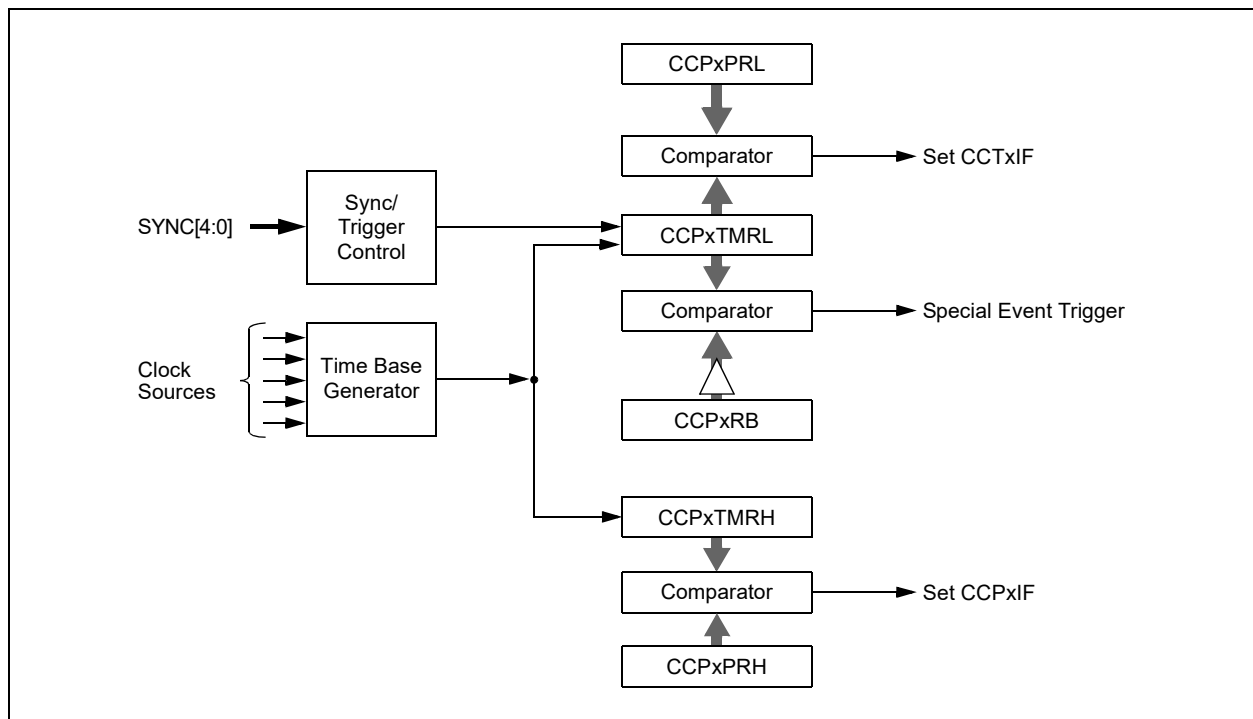 CCPxPRL
Comparator
Set CCTxIF
SYNC[4:0]
Sync/
Trigger
Control
CCPxTMRL
Comparator
Special Event Trigger
Clock
Sources
Time Base
Generator
CCPxRB
CCPxTMRH
Comparator
Set CCPxIF
CCPxPRH